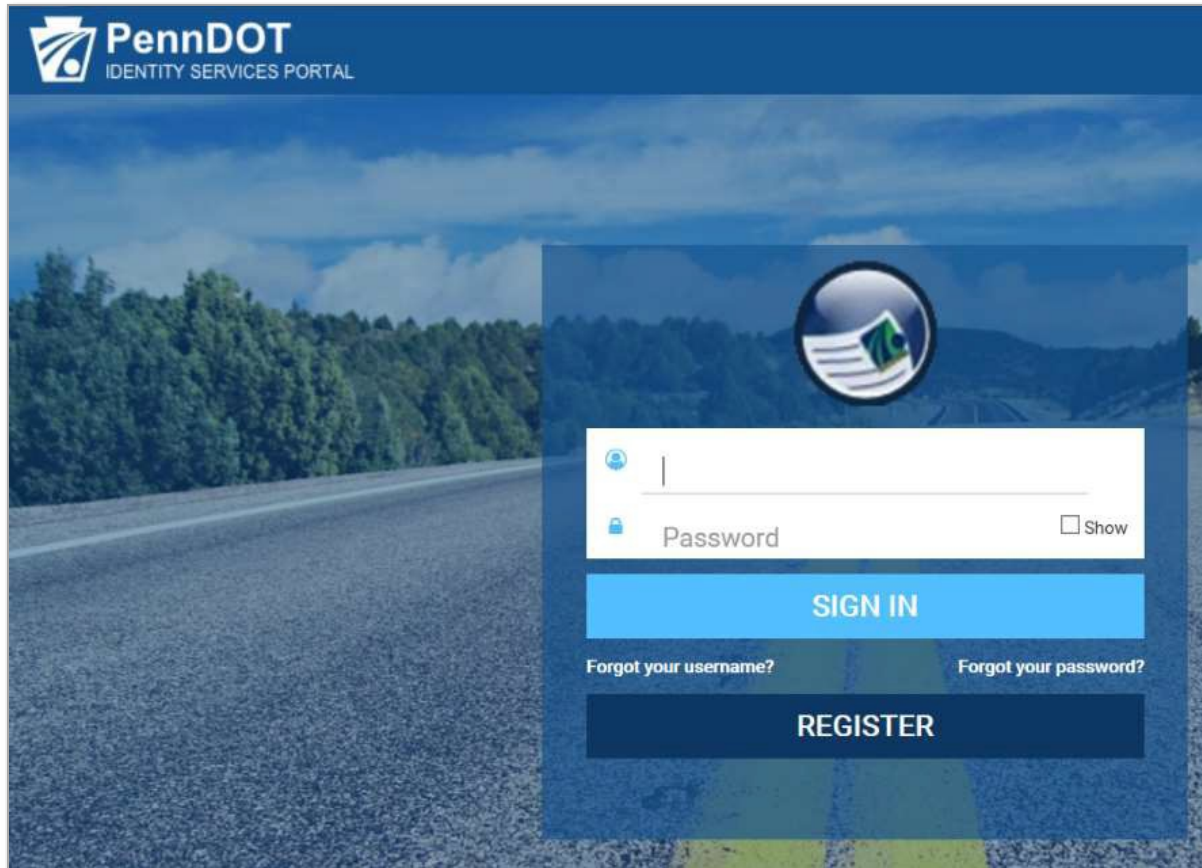 PennDOT
IDENTITY SERVICES PORTAL
Password
Show
SIGN IN
Forgot your username? Forgot your password?
REGISTER